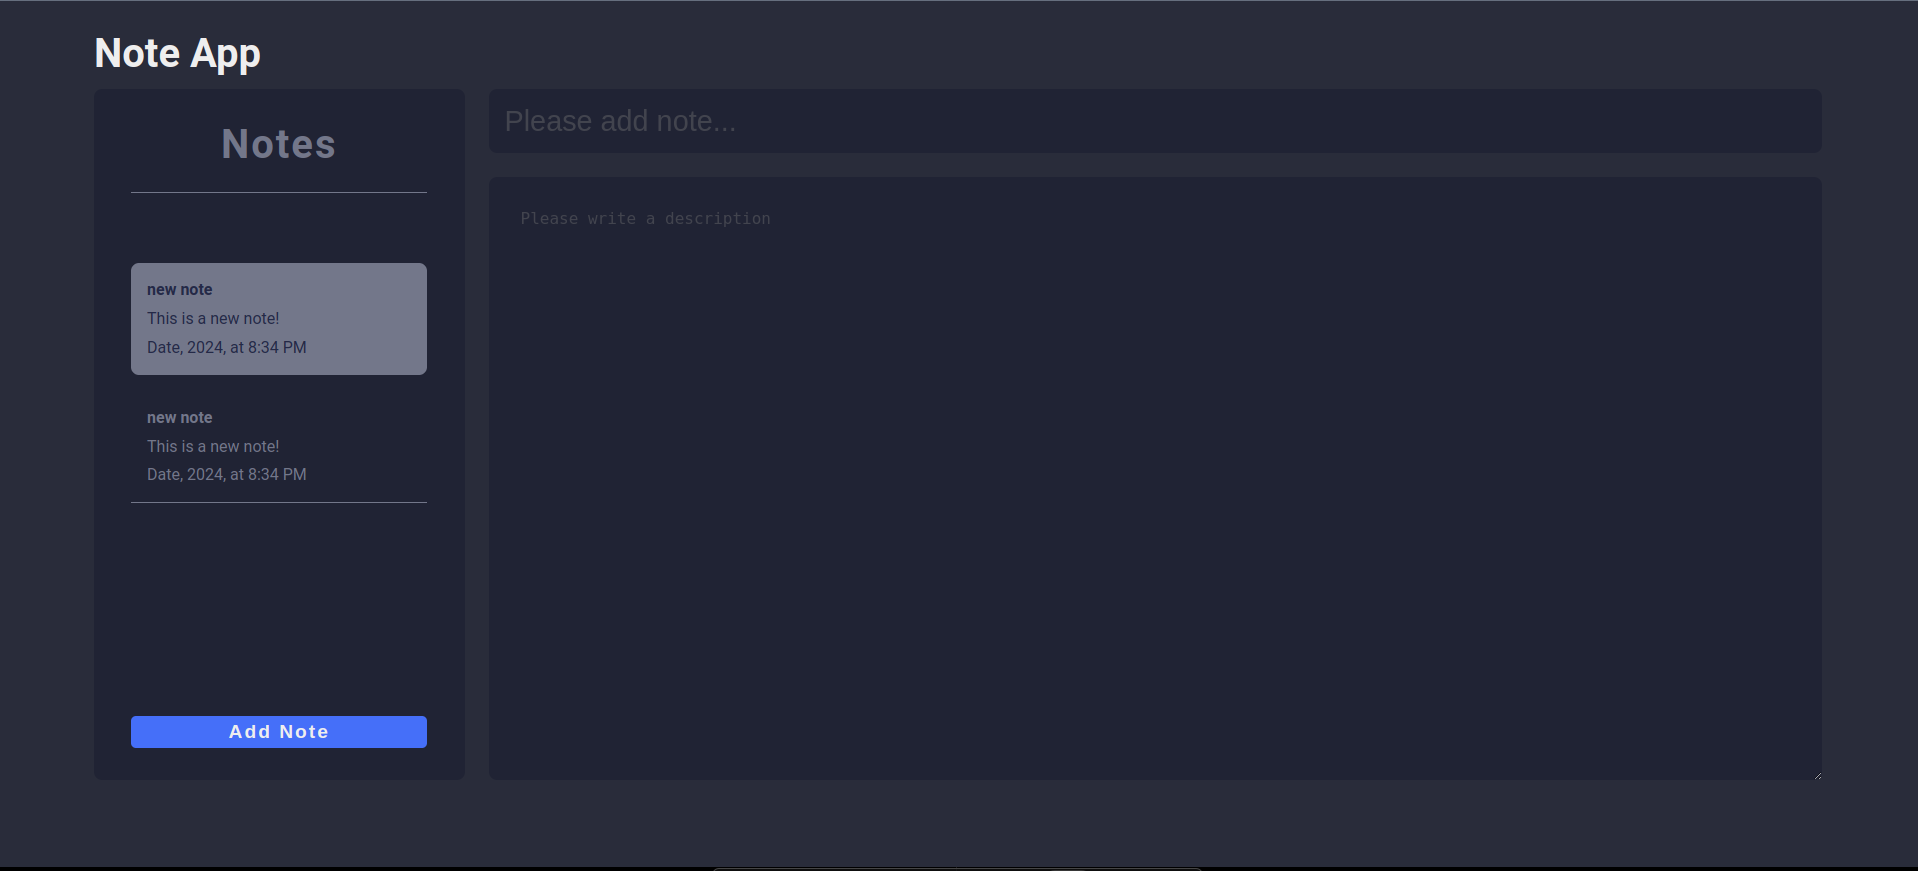 Note App
Notes
new note
This is a new note!
Date, 2024, at 8:34 PM
new note
This is a new note!
Date, 2024, at 8:34 PM
Add Note
Please add note...
Please write a description